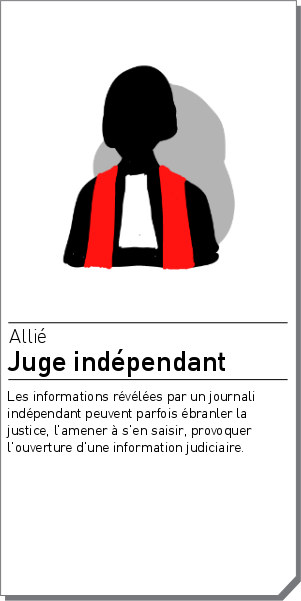 Allié
Juge indépendant
Les informations révélées par un journali
indépendant peuvent parfois ébranler la
justice, l'amener à s'en saisir, provoquer
l'ouverture d'une information judiciaire.